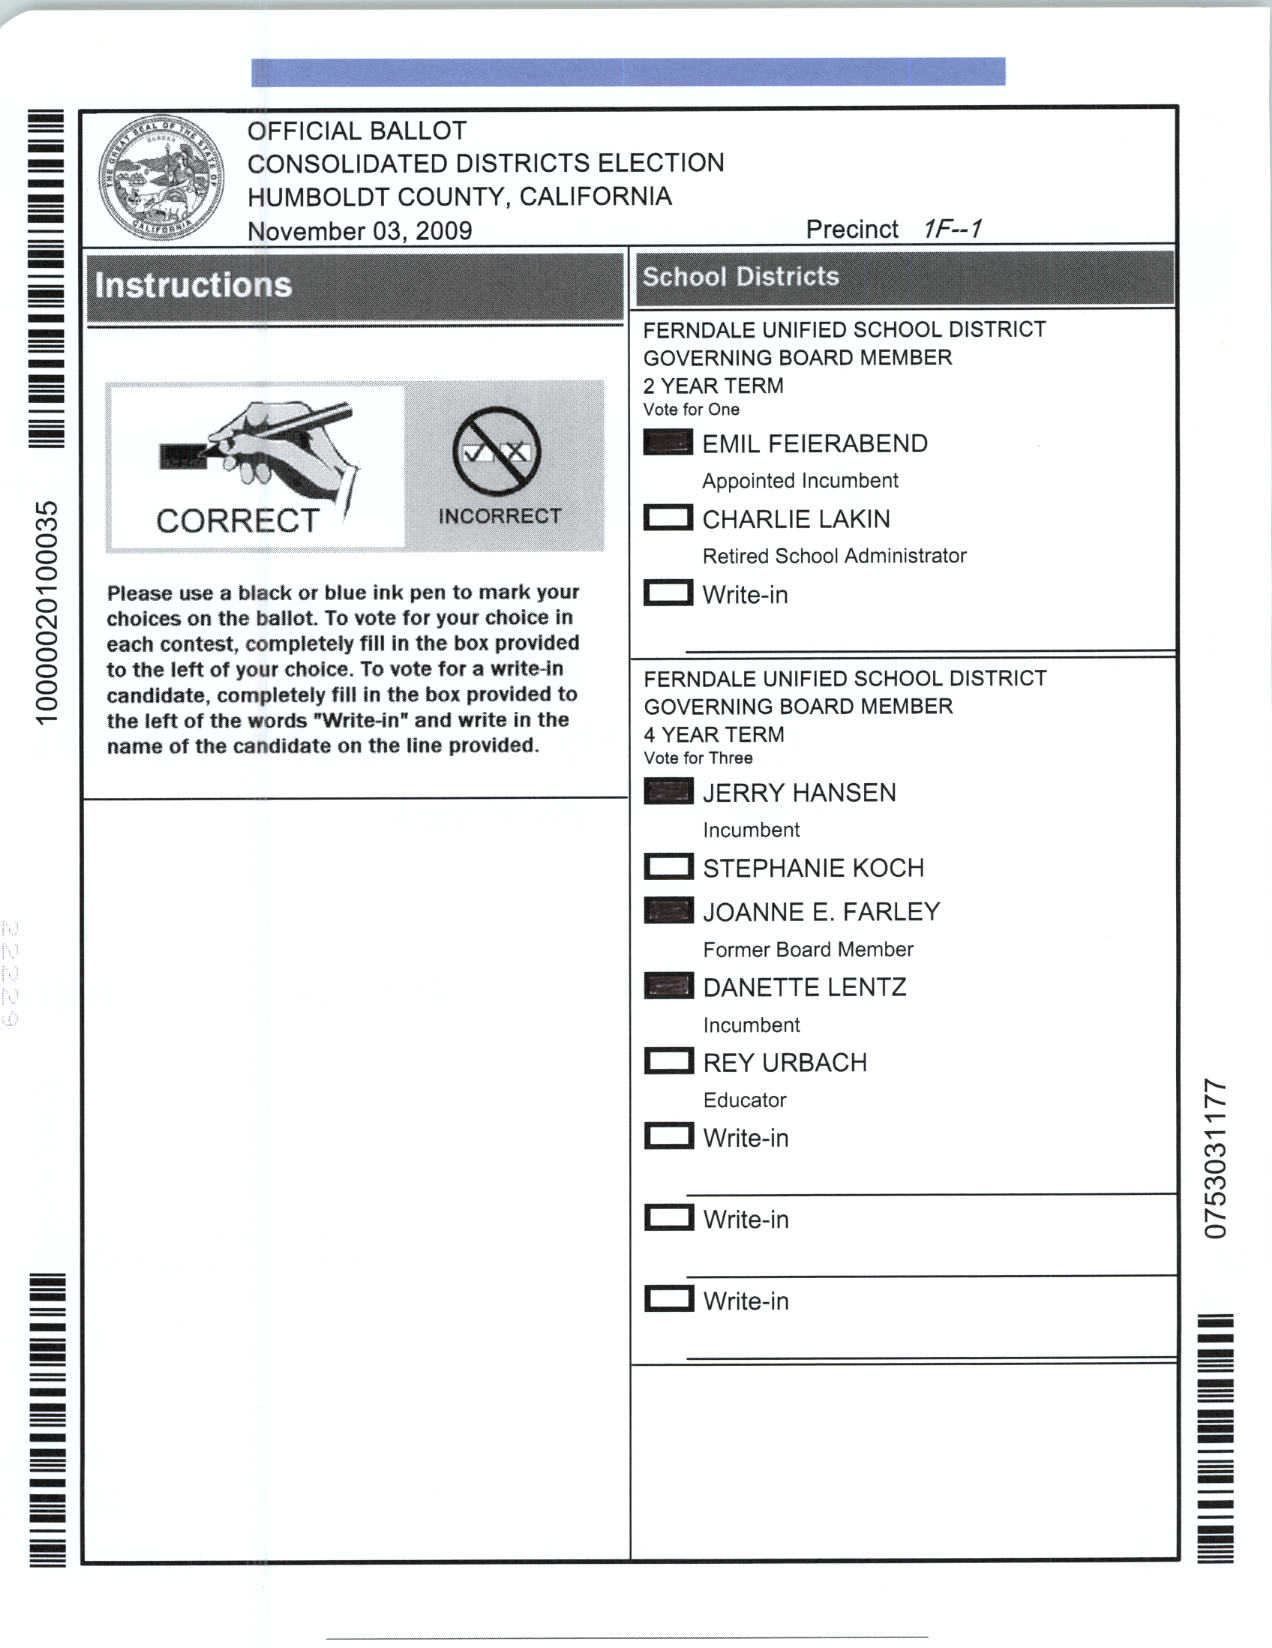 OFFICIAL BALLOT
CONSOLIDATED DISTRICTS ELECTION
HUMBOLDT COUNTY, CALIFORNIA
November 03, 2009
Precinct 1F--1
THE GREAT SEAL OF THE STATE OF CALIFORNIA
EUREKA
Instructions
CORRECT
INCORRECT
Please use a black or blue ink pen to mark your
choices on the ballot. To vote for your choice in
each contest, completely fill in the box provided
to the left of your choice. To vote for a write-in
candidate, completely fill in the box provided to
the left of the words "Write-in" and write in the
name of the candidate on the line provided.
School Districts
FERNDALE UNIFIED SCHOOL DISTRICT
GOVERNING BOARD MEMBER
2 YEAR TERM
Vote for One
EMIL FEIERABEND
Appointed Incumbent
CHARLIE LAKIN
Retired School Administrator
Write-in
FERNDALE UNIFIED SCHOOL DISTRICT
GOVERNING BOARD MEMBER
4 YEAR TERM
Vote for Three
JERRY HANSEN
Incumbent
STEPHANIE KOCH
JOANNE E. FARLEY
Former Board Member
DANETTE LENTZ
Incumbent
REY URBACH
Educator
Write-in
Write-in
Write-in
10000020100035
22229
0753031177